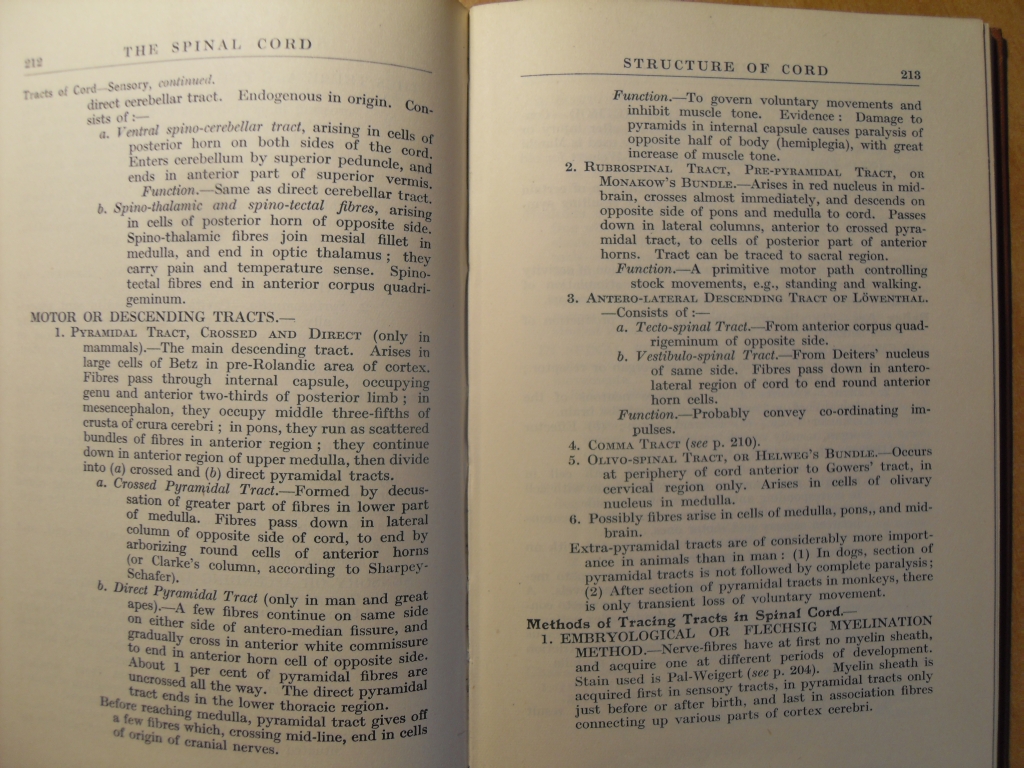 212
THE SPINAL CORD
Tracts of Cord—Sensory, continued.
direct cerebellar tract. Endogenous in origin. Con-
sists of :—
a. Ventral spino-cerebellar tract, arising in cells of
posterior horn on both sides of the cord.
Enters cerebellum by superior peduncle, and
ends in anterior part of superior vermis.
Function.—Same as direct cerebellar tract.
b. Spino-thalamic and spino-tectal fibres, arising
in cells of posterior horn of opposite side.
Spino-thalamic fibres join mesial fillet in
medulla, and end in optic thalamus ; they
carry pain and temperature sense. Spino-
tectal fibres end in anterior corpus quadri-
geminum.
MOTOR OR DESCENDING TRACTS.—
1. PYRAMIDAL TRACT, CROSSED AND DIRECT (only in
mammals).—The main descending tract. Arises in
large cells of Betz in pre-Rolandic area of cortex.
Fibres pass through internal capsule, occupying
genu and anterior two-thirds of posterior limb ; in
mesencephalon, they occupy middle three-fifths of
crusta of crura cerebri ; in pons, they run as scattered
bundles of fibres in anterior region ; they continue
down in anterior region of upper medulla, then divide
into (a) crossed and (b) direct pyramidal tracts.
a. Crossed Pyramidal Tract.—Formed by decus-
sation of greater part of fibres in lower part
of medulla. Fibres pass down in lateral
column of opposite side of cord, to end by
arborizing round cells of anterior horns
(or Clarke's column, according to Sharpey-
Schafer).
b. Direct Pyramidal Tract (only in man and great
apes).—A few fibres continue on same side
on either side of antero-median fissure, and
gradually cross in anterior white commissure
to end in anterior horn cell of opposite side.
About 1 per cent of pyramidal fibres are
uncrossed all the way. The direct pyramidal
tract ends in the lower thoracic region.
Before reaching medulla, pyramidal tract gives off
a few fibres which, crossing mid-line, end in cells
of origin of cranial nerves.
STRUCTURE OF CORD
213
Function.—To govern voluntary movements and
inhibit muscle tone. Evidence : Damage to
pyramids in internal capsule causes paralysis of
opposite half of body (hemiplegia), with great
increase of muscle tone.
2. RUBROSPINAL TRACT, PRE-PYRAMIDAL TRACT, OR
MONAKOW'S BUNDLE.—Arises in red nucleus in mid-
brain, crosses almost immediately, and descends on
opposite side of pons and medulla to cord. Passes
down in lateral columns, anterior to crossed pyra-
midal tract, to cells of posterior part of anterior
horns. Tract can be traced to sacral region.
Function.—A primitive motor path controlling
stock movements, e.g., standing and walking.
3. ANTERO-LATERAL DESCENDING TRACT OF LÖWENTHAL.
—Consists of :—
a. Tecto-spinal Tract.—From anterior corpus quad-
rigeminum of opposite side.
b. Vestibulo-spinal Tract.—From Deiters' nucleus
of same side. Fibres pass down in antero-
lateral region of cord to end round anterior
horn cells.
Function.—Probably convey co-ordinating im-
pulses.
4. COMMA TRACT (see p. 210).
5. OLIVO-SPINAL TRACT, OR HELWEG'S BUNDLE.—Occurs
at periphery of cord anterior to Gowers' tract, in
cervical region only. Arises in cells of olivary
nucleus in medulla.
6. Possibly fibres arise in cells of medulla, pons,, and mid-
brain.
Extra-pyramidal tracts are of considerably more import-
ance in animals than in man : (1) In dogs, section of
pyramidal tracts is not followed by complete paralysis ;
(2) After section of pyramidal tracts in monkeys, there
is only transient loss of voluntary movement.
Methods of Tracing Tracts in Spinal Cord.—
1. EMBRYOLOGICAL OR FLECHSIG MYELINATION
METHOD.—Nerve-fibres have at first no myelin sheath,
and acquire one at different periods of development.
Stain used is Pal-Weigert (see p. 204). Myelin sheath is
acquired first in sensory tracts, in pyramidal tracts only
just before or after birth, and last in association fibres
connecting up various parts of cortex cerebri.